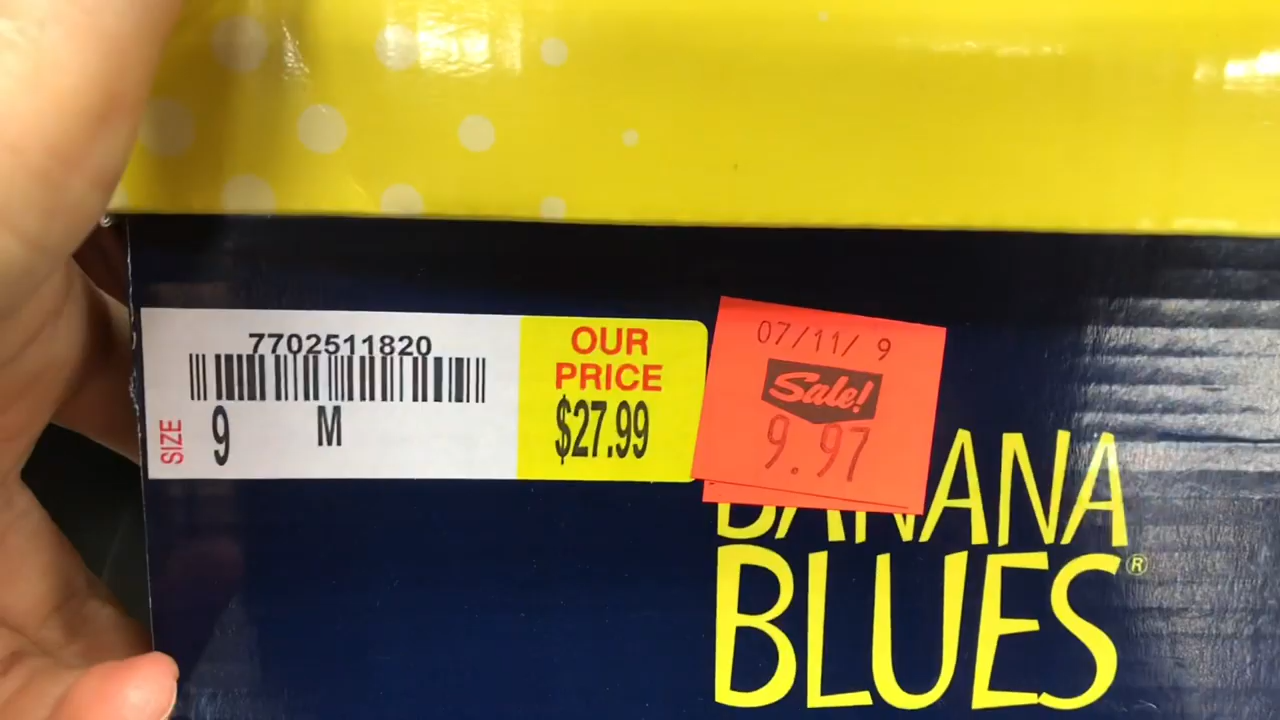 7702511820
SIZE 9 M
OUR
PRICE
$27.99
07/11/ 9
Sale!
9.97
BANANA
BLUES®